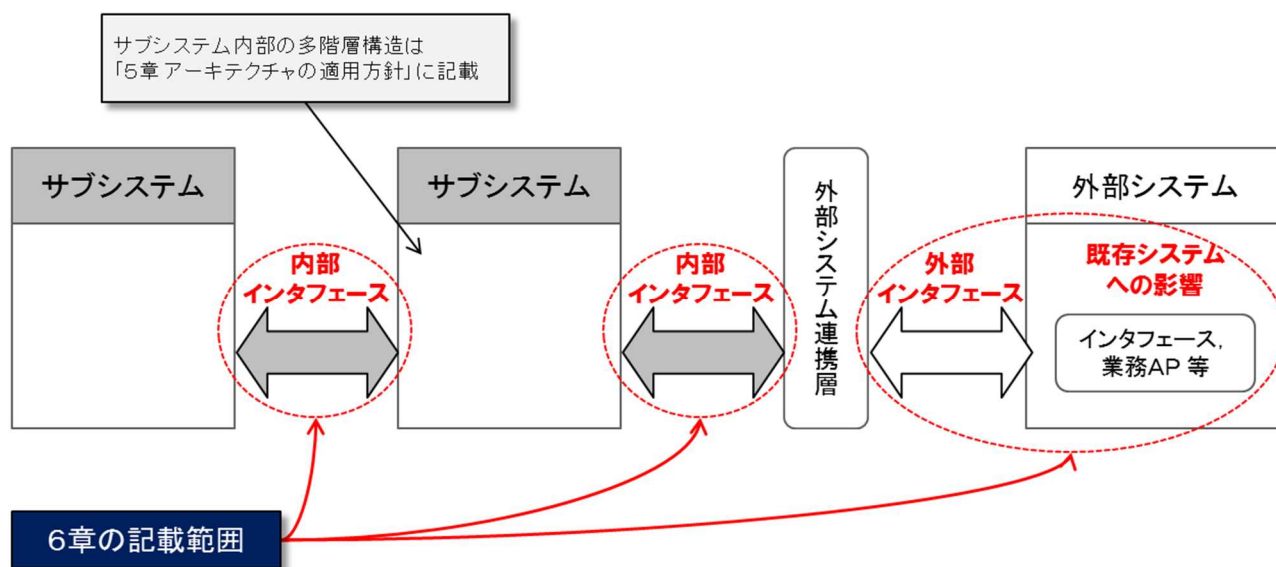 サブシステム内部の多階層構造は
「5章 アーキテクチャの適用方針」に記載
サブシステム
サブシステム
外部システム連携層
外部システム
内部
インタフェース
内部
インタフェース
外部
インタフェース
既存システム
への影響
インタフェース,
業務AP 等
6章の記載範囲